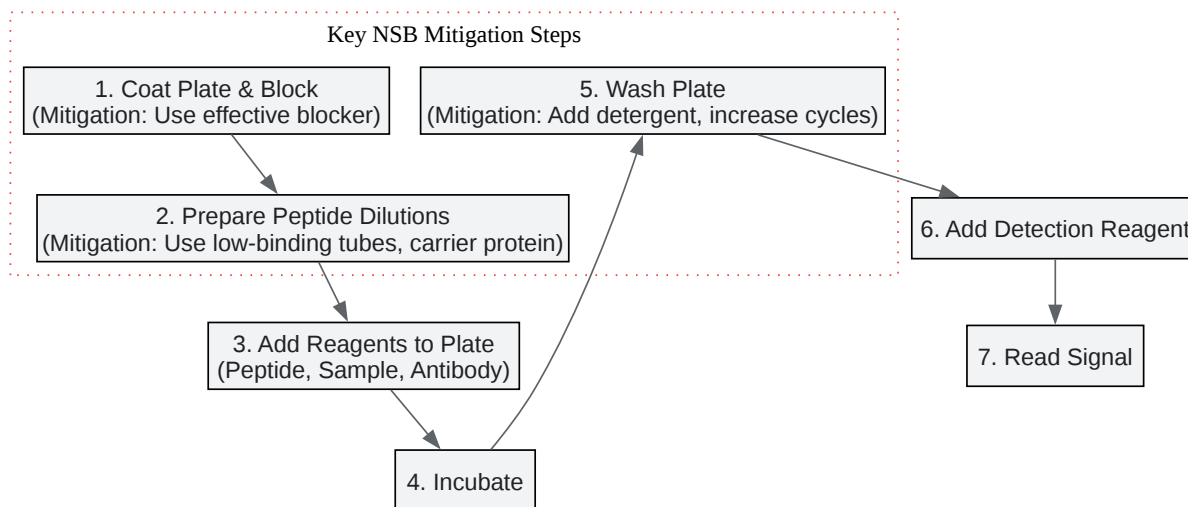 Key NSB Mitigation Steps
1. Coat Plate & Block
(Mitigation: Use effective blocker)
2. Prepare Peptide Dilutions
(Mitigation: Use low-binding tubes, carrier protein)
3. Add Reagents to Plate
(Peptide, Sample, Antibody)
4. Incubate
5. Wash Plate
(Mitigation: Add detergent, increase cycles)
6. Add Detection Reagent
7. Read Signal